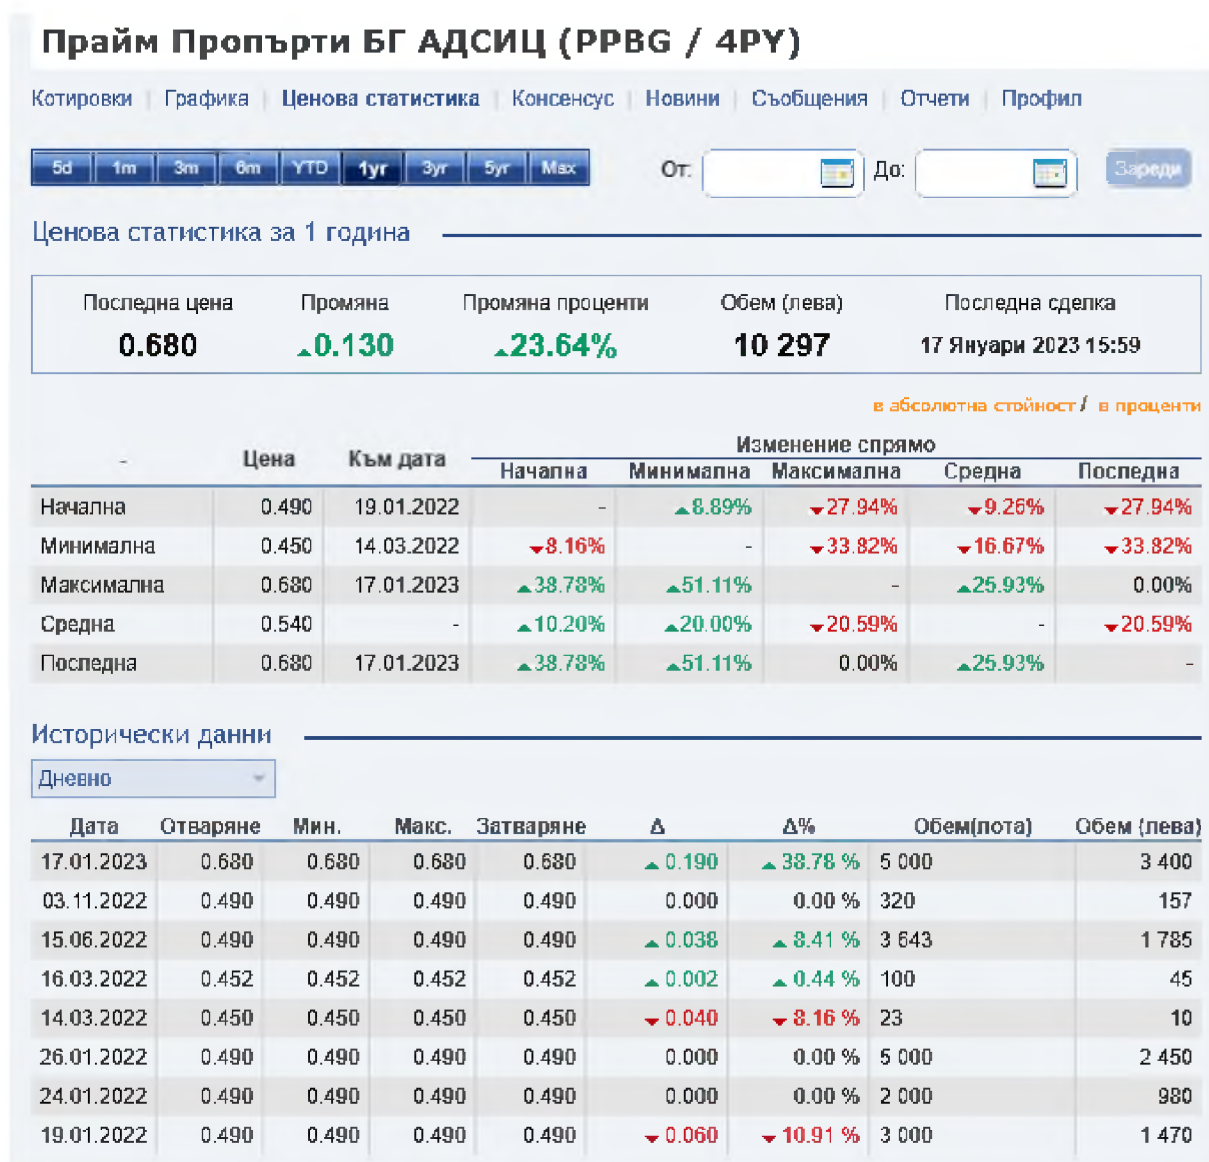 Прайм Пропърти БГ АДСИЦ (PPBG / 4PY)
Котировки | Графика | Ценова статистика | Консенсус | Новини | Съобщения | Отчети | Профил
5d 1m 3m 6m YTD 1yr 3yr 5yr Max От: До: Зареди
Ценова статистика за 1 година
Последна цена Промяна Промяна проценти Обем (лева) Последна сделка
0.680 ▲0.130 ▲23.64% 10 297 17 Януари 2023 15:59
в абсолютна стойност / в проценти
Изменение спрямо
- Цена Към дата Начална Минимална Максимална Средна Последна
Начална 0.490 19.01.2022 - ▲8.89% ▼27.94% ▼9.26% ▼27.94%
Минимална 0.450 14.03.2022 ▼8.16% - ▼33.82% ▼16.67% ▼33.82%
Максимална 0.680 17.01.2023 ▲38.78% ▲51.11% - ▲25.93% 0.00%
Средна 0.540 - ▲10.20% ▲20.00% ▼20.59% - ▼20.59%
Последна 0.680 17.01.2023 ▲38.78% ▲51.11% 0.00% ▲25.93% -
Исторически данни
Дневно
Дата Отваряне Мин. Макс. Затваряне Δ Δ% Обем(лота) Обем (лева)
17.01.2023 0.680 0.680 0.680 0.680 ▲ 0.190 ▲ 38.78 % 5 000 3 400
03.11.2022 0.490 0.490 0.490 0.490 0.000 0.00 % 320 157
15.06.2022 0.490 0.490 0.490 0.490 ▲ 0.038 ▲ 8.41 % 3 643 1 785
16.03.2022 0.452 0.452 0.452 0.452 ▲ 0.002 ▲ 0.44 % 100 45
14.03.2022 0.450 0.450 0.450 0.450 ▼ 0.040 ▼ 8.16 % 23 10
26.01.2022 0.490 0.490 0.490 0.490 0.000 0.00 % 5 000 2 450
24.01.2022 0.490 0.490 0.490 0.490 0.000 0.00 % 2 000 980
19.01.2022 0.490 0.490 0.490 0.490 ▼ 0.060 ▼ 10.91 % 3 000 1 470